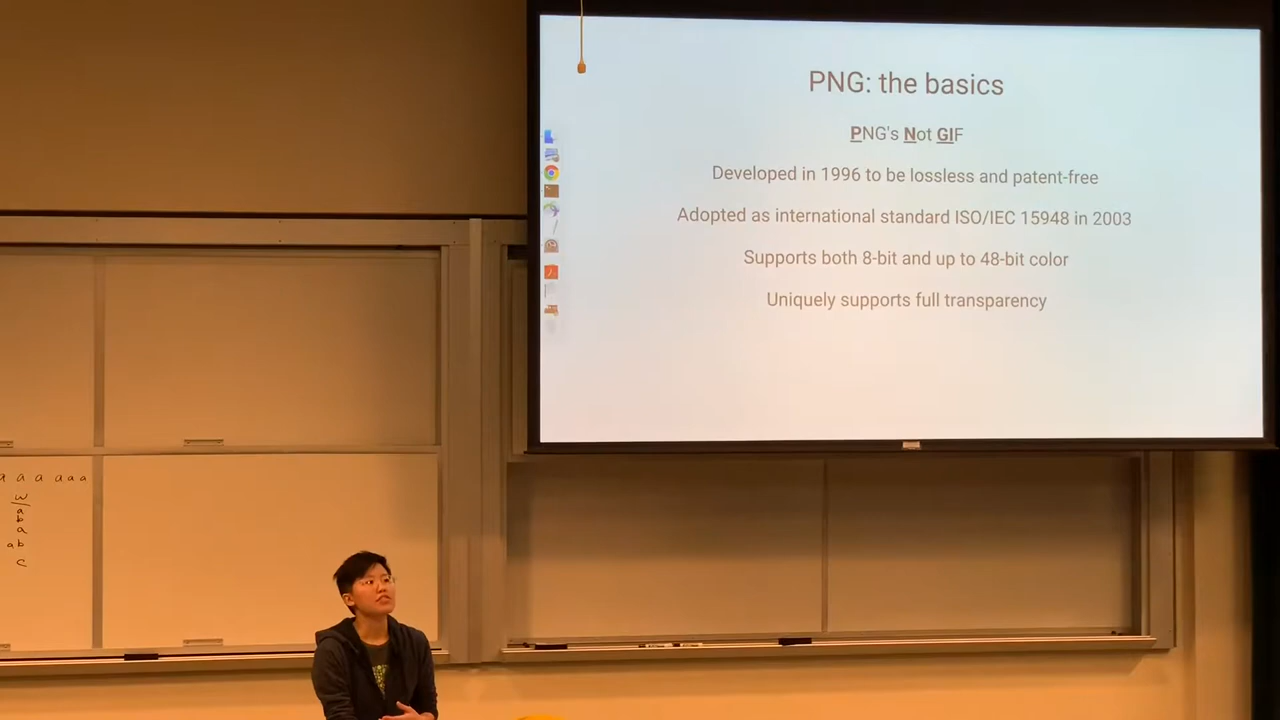 PNG: the basics
PNG's Not GIF
Developed in 1996 to be lossless and patent-free
Adopted as international standard ISO/IEC 15948 in 2003
Supports both 8-bit and up to 48-bit color
Uniquely supports full transparency
a a a a a a
w
a
b
a
a b
c